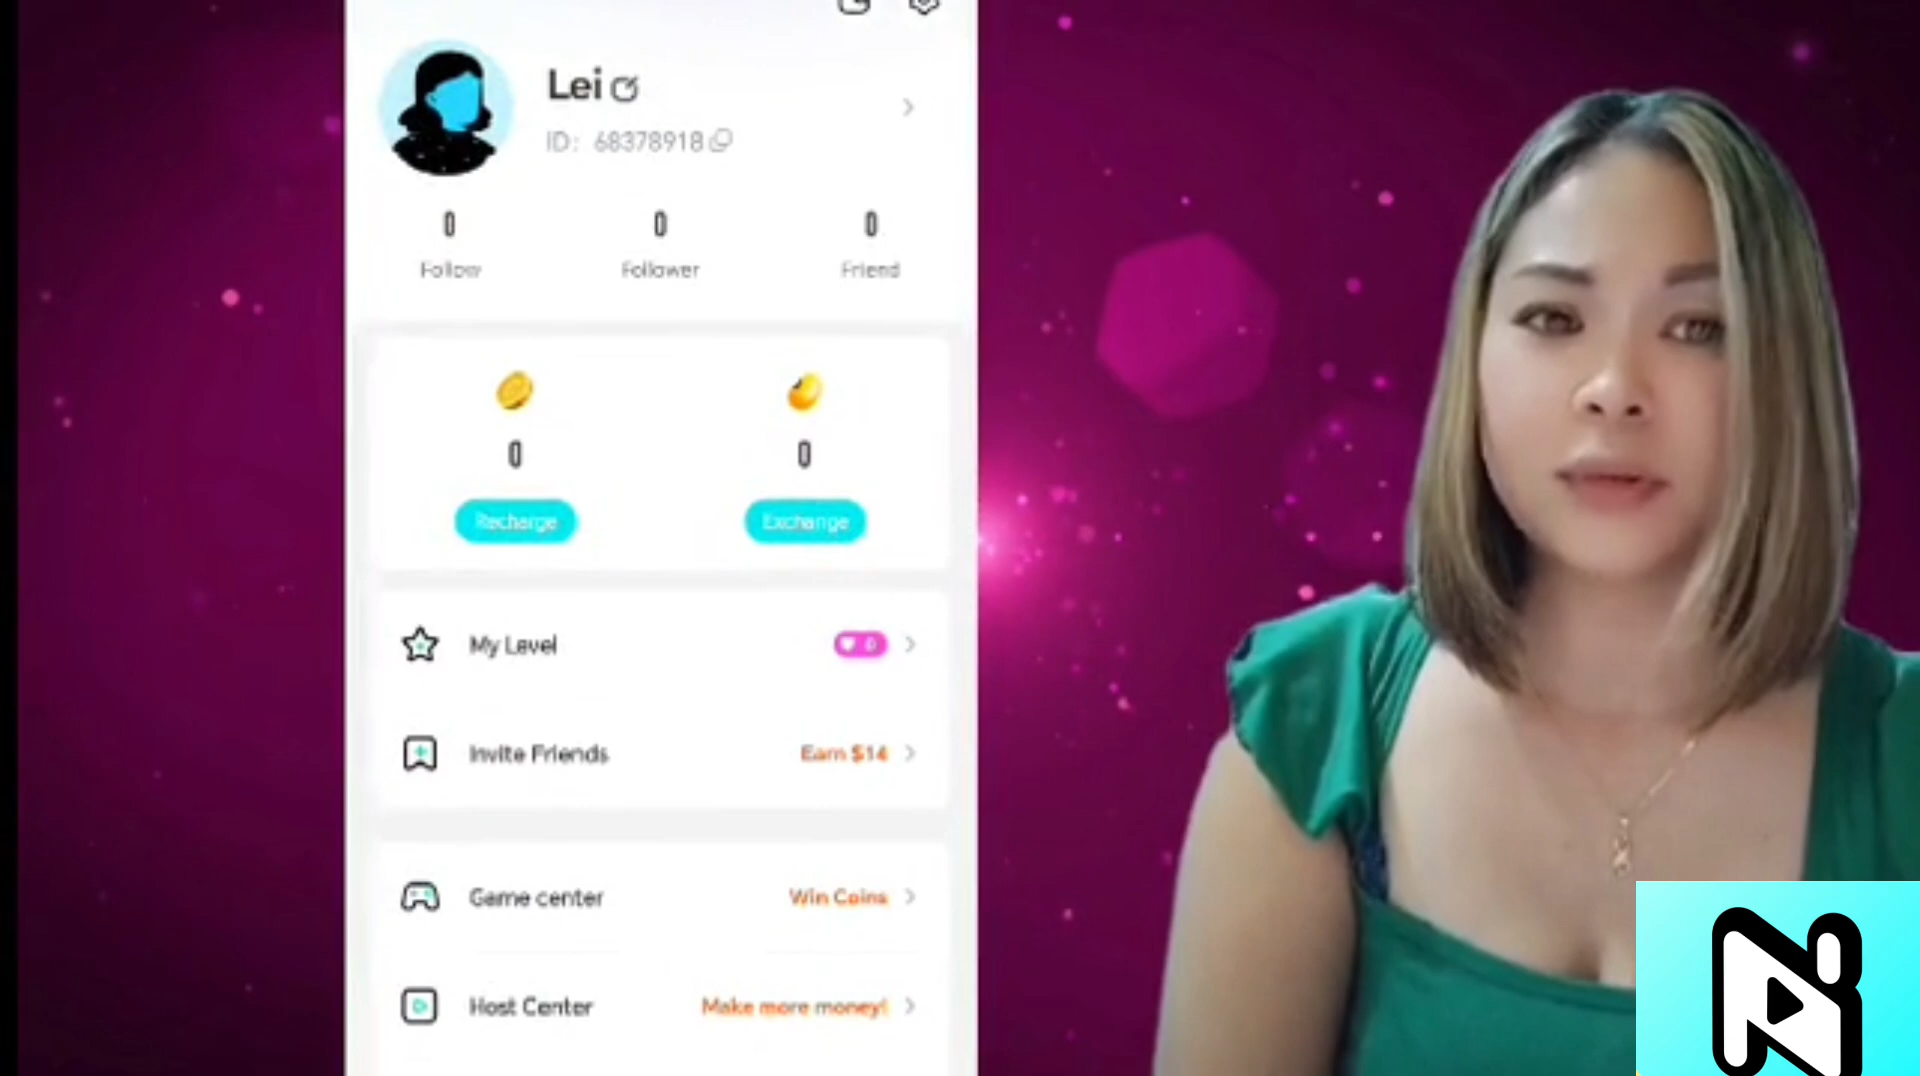 Lei
ID: 68378918
0 0 0
Follow Follower Friend
0 0
Recharge Exchange
My Level 0
Invite Friends Earn $14
Game center Win Coins
Host Center Make more money!